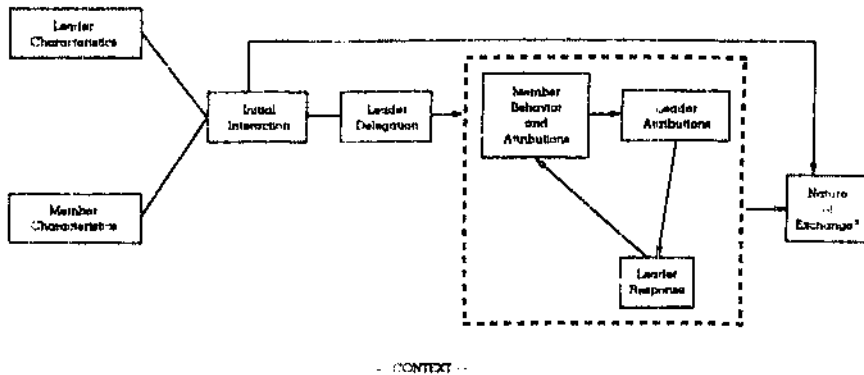 Leader
Characteristics
Member
Characteristics
Initial
Interaction
Leader
Delegation
Member
Behavior
and
Attributions
Leader
Attributions
Leader
Response
Nature
of
Exchange*
-- CONTEXT --